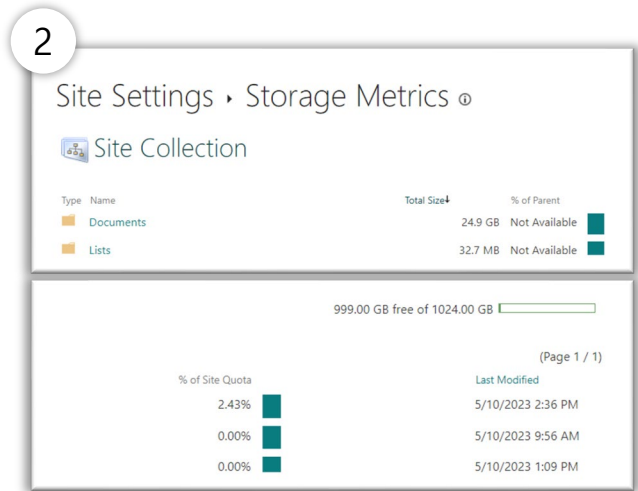 2
Site Settings › Storage Metrics
Site Collection
Type Name Total Size↓ % of Parent
Documents 24.9 GB Not Available
Lists 32.7 MB Not Available
999.00 GB free of 1024.00 GB
(Page 1 / 1)
% of Site Quota Last Modified
2.43% 5/10/2023 2:36 PM
0.00% 5/10/2023 9:56 AM
0.00% 5/10/2023 1:09 PM